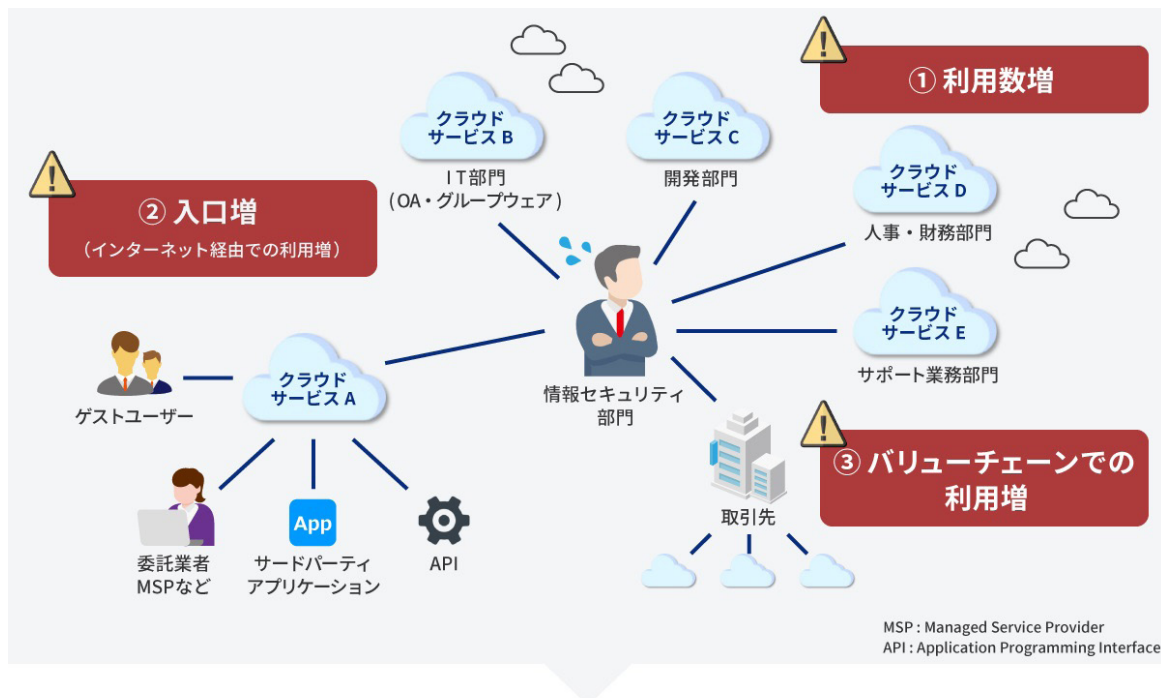 ① 利用数増
クラウド
サービス B
IT部門
(OA・グループウェア)
クラウド
サービス C
開発部門
クラウド
サービス D
人事・財務部門
② 入口増
(インターネット経由での利用増)
クラウド
サービス E
サポート業務部門
情報セキュリティ
部門
クラウド
サービス A
ゲストユーザー
委託業者
MSPなど
App
サードパーティ
アプリケーション
API
取引先
③ バリューチェーンでの
利用増
MSP : Managed Service Provider
API : Application Programming Interface